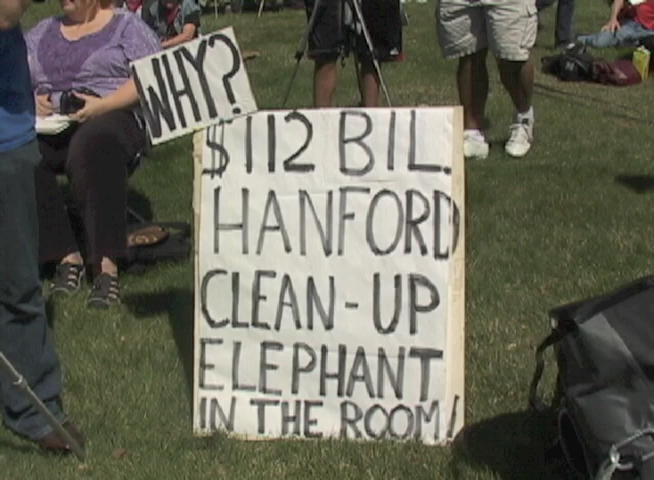 WHY?
$112 BIL.
HANFORD
CLEAN-UP
ELEPHANT
IN THE ROOM!